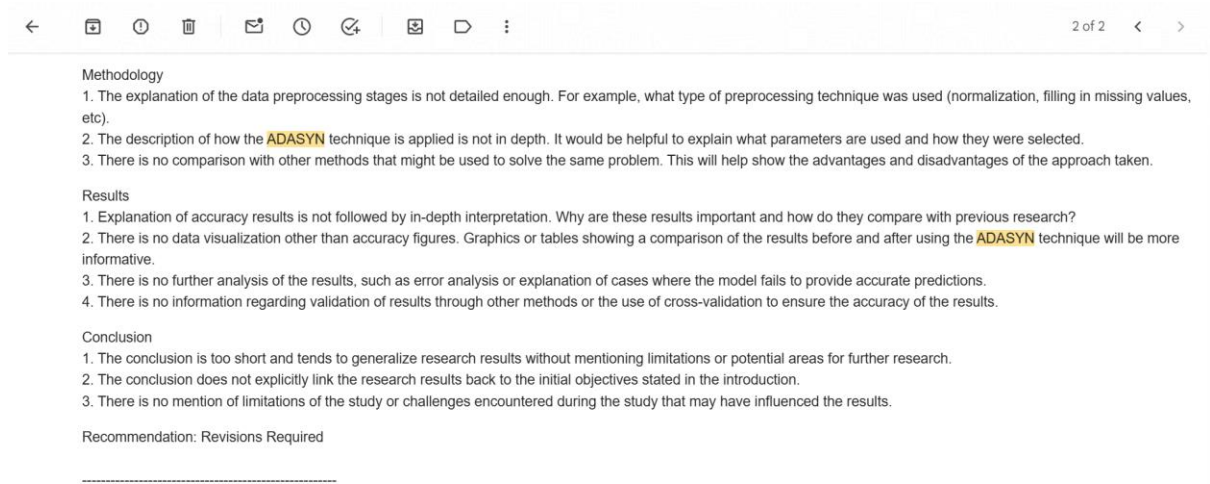 2 of 2
Methodology
1. The explanation of the data preprocessing stages is not detailed enough. For example, what type of preprocessing technique was used (normalization, filling in missing values,
etc).
2. The description of how the ADASYN technique is applied is not in depth. It would be helpful to explain what parameters are used and how they were selected.
3. There is no comparison with other methods that might be used to solve the same problem. This will help show the advantages and disadvantages of the approach taken.
Results
1. Explanation of accuracy results is not followed by in-depth interpretation. Why are these results important and how do they compare with previous research?
2. There is no data visualization other than accuracy figures. Graphics or tables showing a comparison of the results before and after using the ADASYN technique will be more
informative.
3. There is no further analysis of the results, such as error analysis or explanation of cases where the model fails to provide accurate predictions.
4. There is no information regarding validation of results through other methods or the use of cross-validation to ensure the accuracy of the results.
Conclusion
1. The conclusion is too short and tends to generalize research results without mentioning limitations or potential areas for further research.
2. The conclusion does not explicitly link the research results back to the initial objectives stated in the introduction.
3. There is no mention of limitations of the study or challenges encountered during the study that may have influenced the results.
Recommendation: Revisions Required
------------------------------------------------------